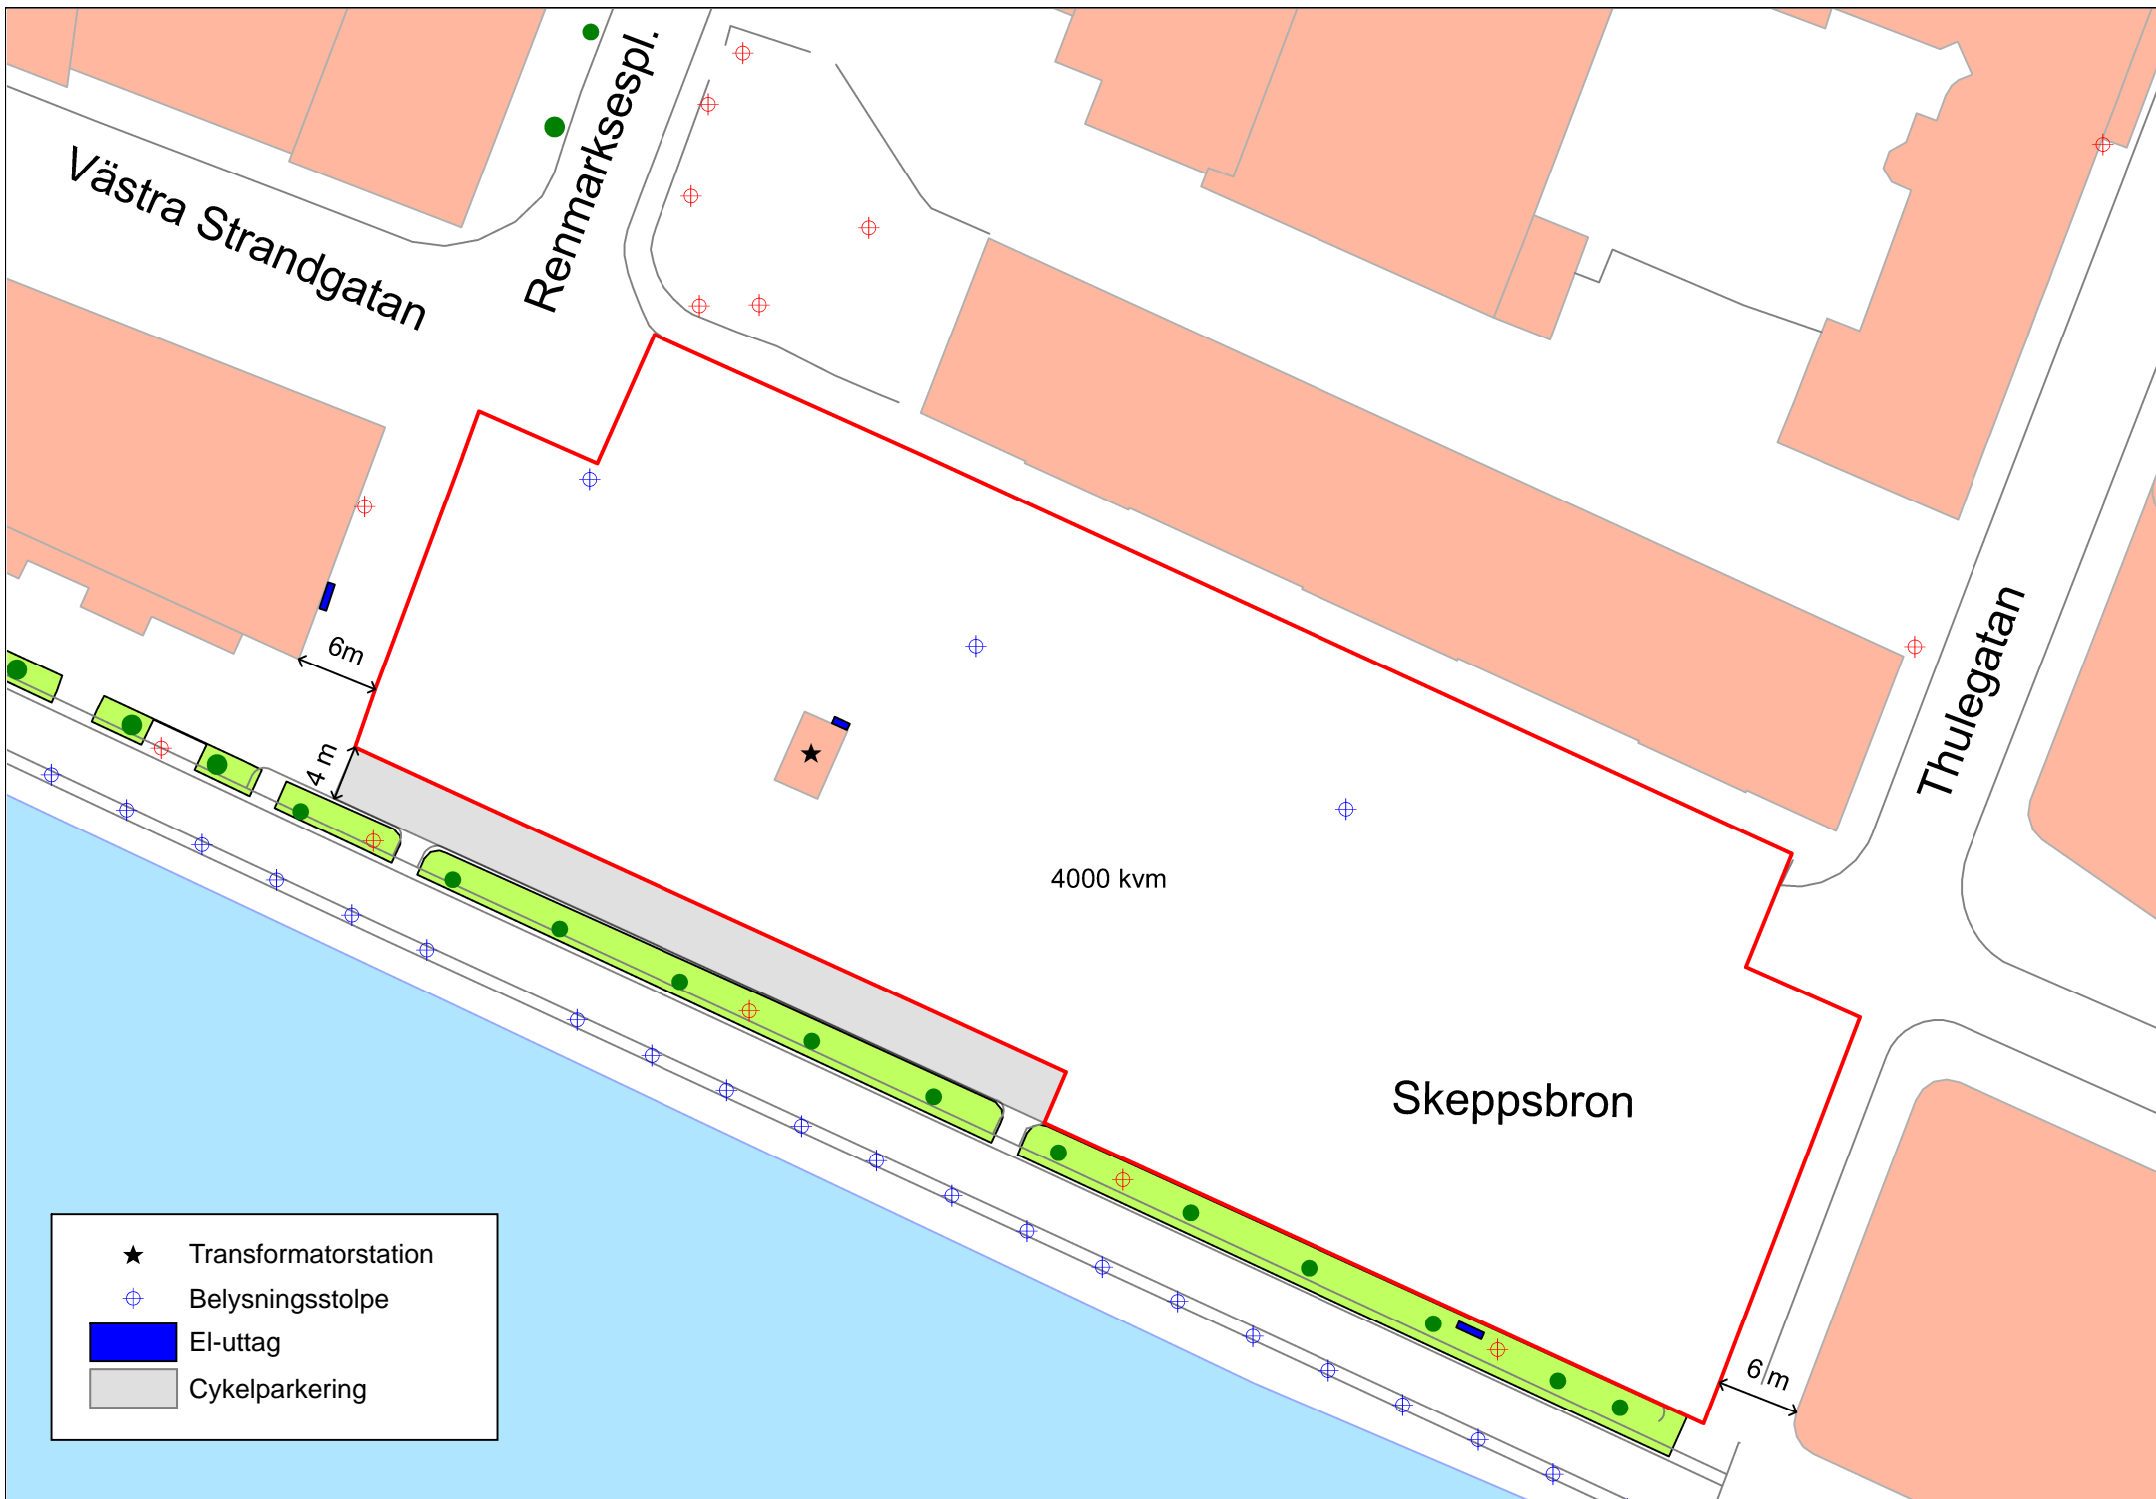 Renmarksespl.
Västra Strandgatan
6m
4 m
Thulegatan
4000 kvm
Skeppsbron
6 m
Transformatorstation
Belysningsstolpe
El-uttag
Cykelparkering